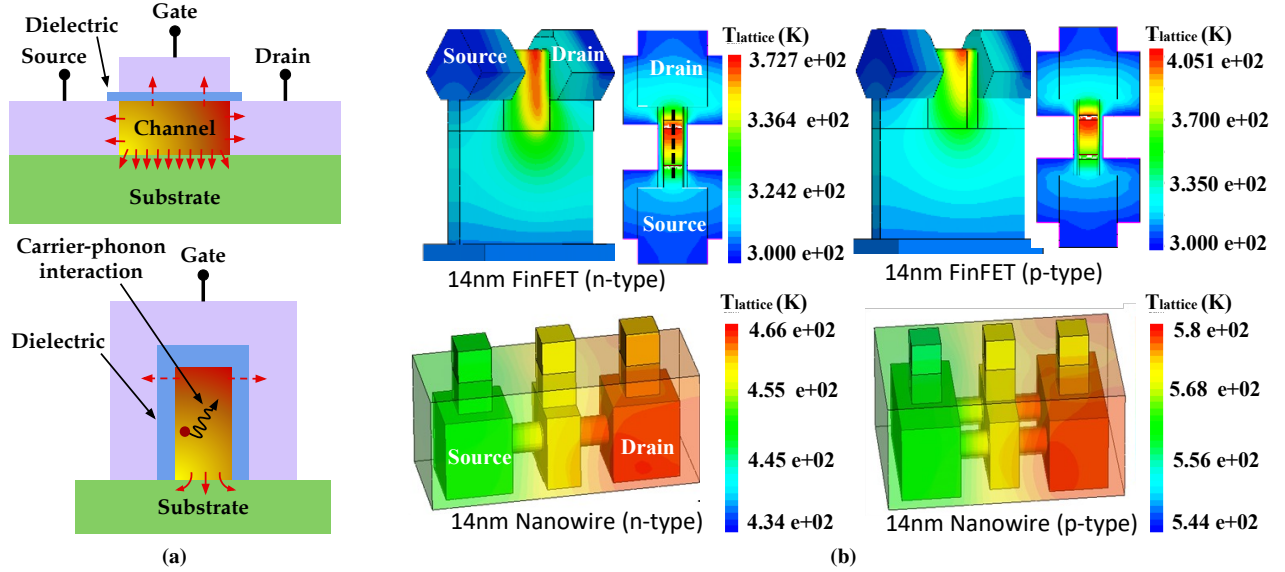 Gate
Dielectric
Source
Drain
Channel
Substrate
Carrier-phonon
interaction
Gate
Dielectric
Substrate
(a)
Source
Drain
Drain
Source
T_lattice (K)
3.727 e+02
3.364 e+02
3.242 e+02
3.000 e+02
14nm FinFET (n-type)
T_lattice (K)
4.051 e+02
3.700 e+02
3.350 e+02
3.000 e+02
14nm FinFET (p-type)
Source
Drain
T_lattice (K)
4.66 e+02
4.55 e+02
4.45 e+02
4.34 e+02
14nm Nanowire (n-type)
T_lattice (K)
5.8 e+02
5.68 e+02
5.56 e+02
5.44 e+02
14nm Nanowire (p-type)
(b)